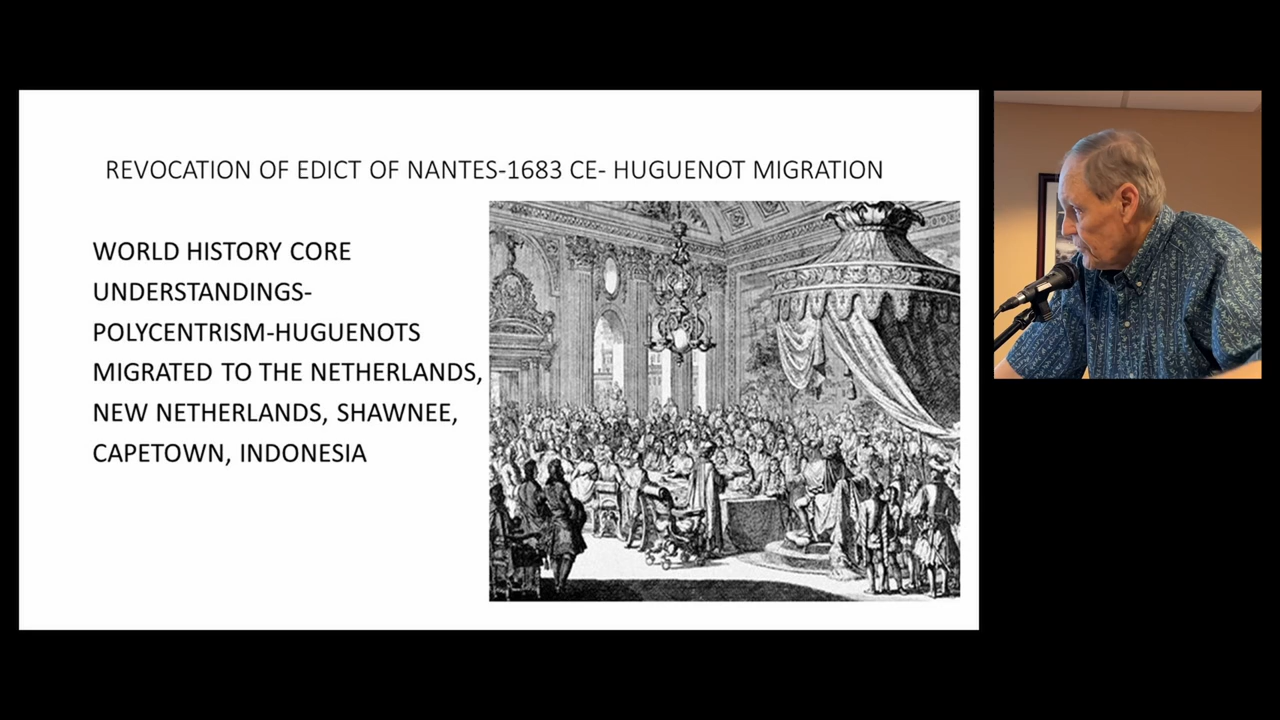 REVOCATION OF EDICT OF NANTES-1683 CE- HUGUENOT MIGRATION
WORLD HISTORY CORE
UNDERSTANDINGS-
POLYCENTRISM-HUGUENOTS
MIGRATED TO THE NETHERLANDS,
NEW NETHERLANDS, SHAWNEE,
CAPETOWN, INDONESIA